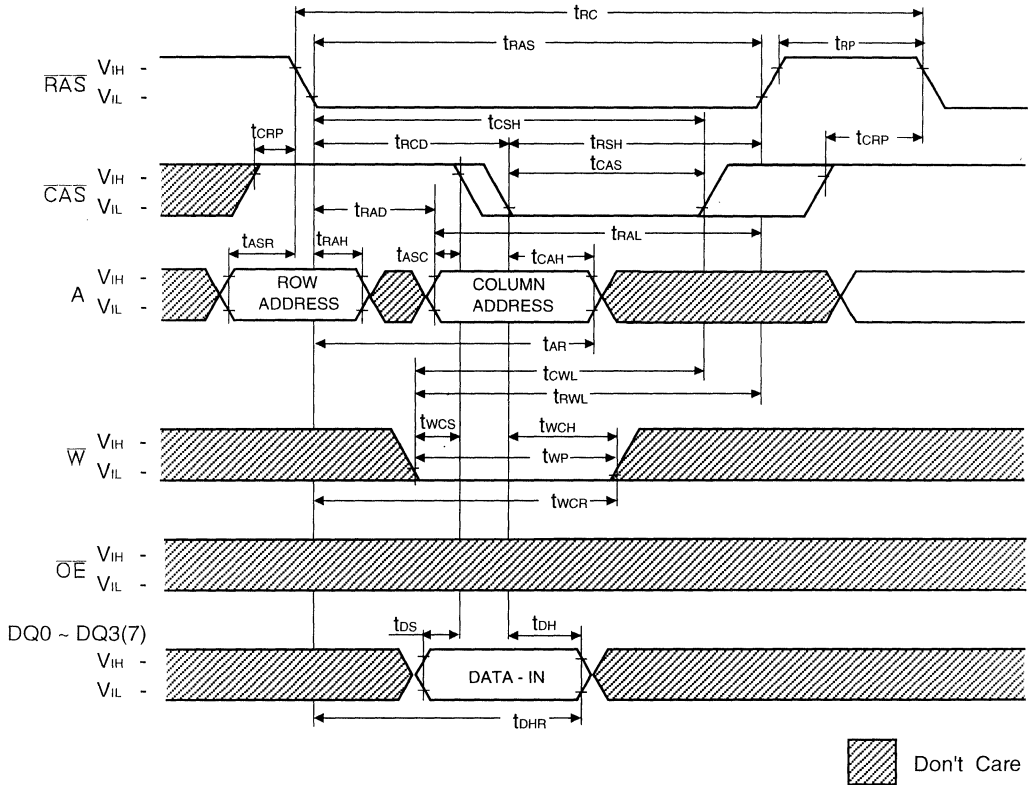 tRC
tRAS
tRP
RAS
VIH -
VIL -
tCSH
tCRP
tRCD
tRSH
tCRP
tCAS
CAS
VIH -
VIL -
tRAD
tRAL
tASR
tRAH
tASC
tCAH
A
VIH -
VIL -
ROW
ADDRESS
COLUMN
ADDRESS
tAR
tCWL
tRWL
tWCS
tWCH
W
VIH -
VIL -
tWP
tWCR
OE
VIH -
VIL -
DQ0 ~ DQ3(7)
tDS
tDH
VIH -
VIL -
DATA - IN
tDHR
Don't Care